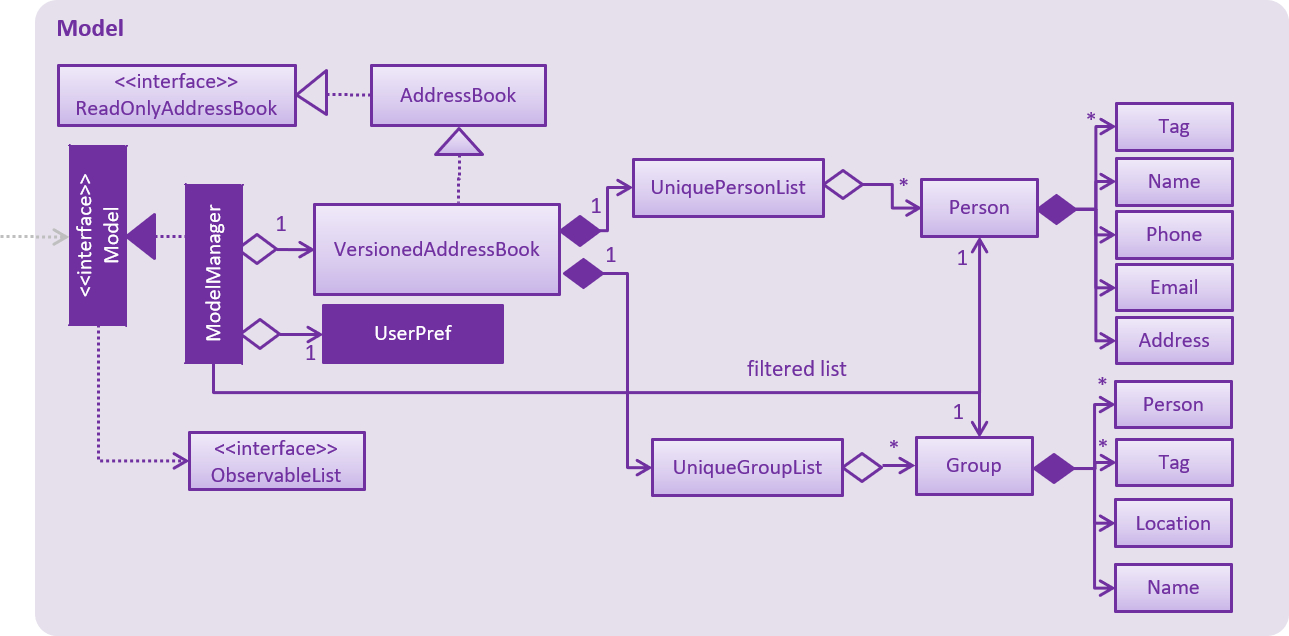 Model
<<interface>>
ReadOnlyAddressBook
AddressBook
<<interface>>
Model
ModelManager
1
VersionedAddressBook
1
UserPref
1
1
UniquePersonList
*
Person
1
*
Tag
Name
Phone
Email
Address
filtered list
<<interface>>
ObservableList
UniqueGroupList
*
1
Group
*
Person
*
Tag
Location
Name